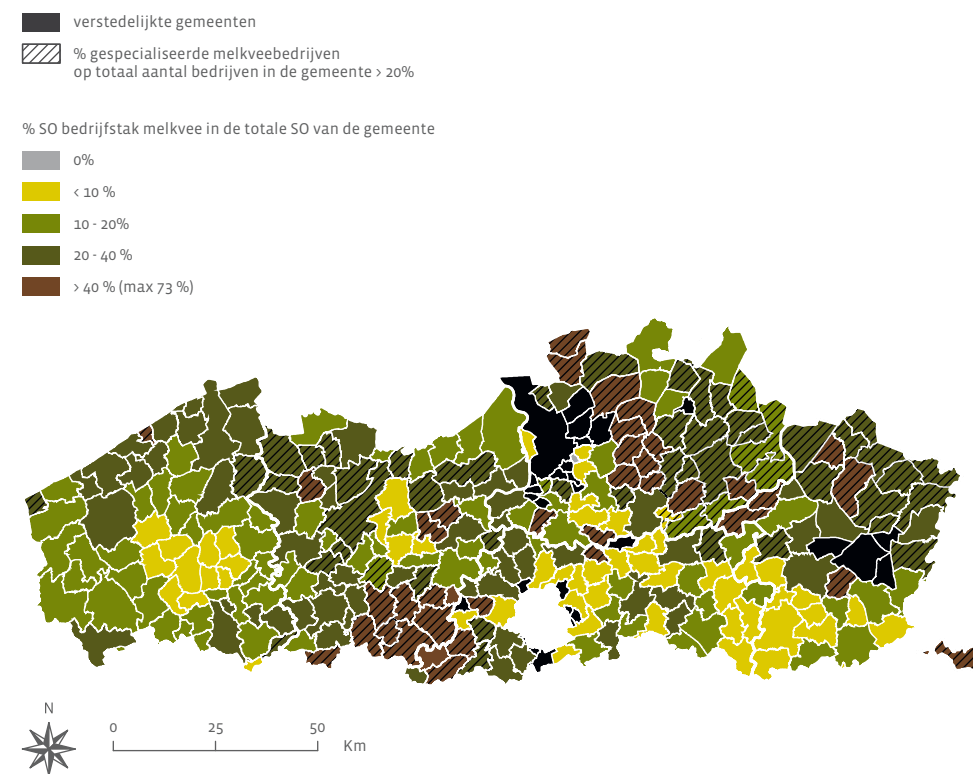 verstedelijkte gemeenten
% gespecialiseerde melkveebedrijven
op totaal aantal bedrijven in de gemeente > 20%
% SO bedrijfstak melkvee in de totale SO van de gemeente
0%
< 10 %
10 - 20%
20 - 40 %
> 40 % (max 73 %)
N
0 25 50 Km